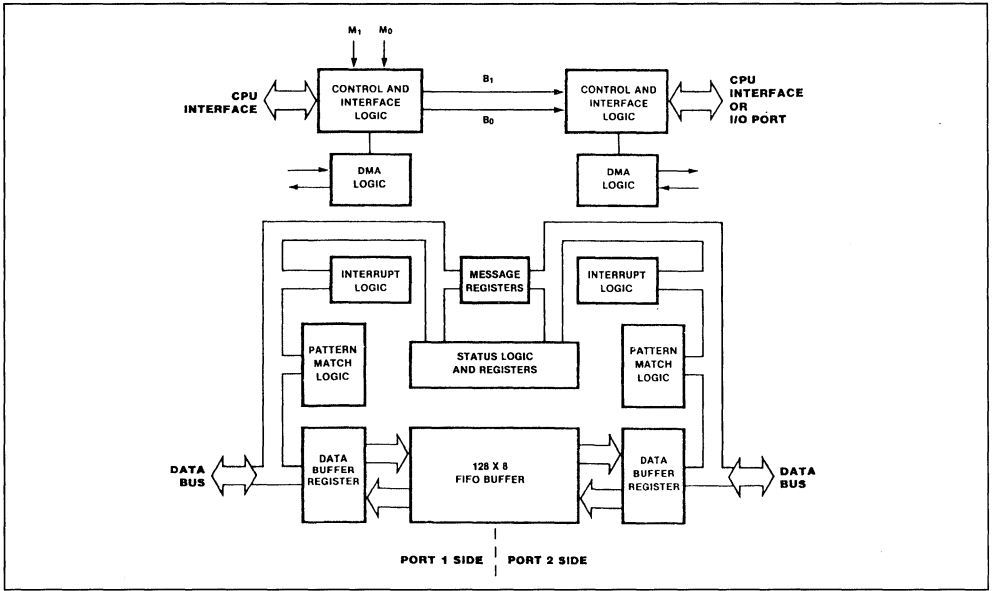 M1 M0
CPU
INTERFACE
CONTROL AND
INTERFACE
LOGIC
B1
B0
CONTROL AND
INTERFACE
LOGIC
CPU
INTERFACE
OR
I/O PORT
DMA
LOGIC
DMA
LOGIC
INTERRUPT
LOGIC
MESSAGE
REGISTERS
INTERRUPT
LOGIC
PATTERN
MATCH
LOGIC
STATUS LOGIC
AND REGISTERS
PATTERN
MATCH
LOGIC
DATA
BUS
DATA
BUFFER
REGISTER
128 X 8
FIFO BUFFER
DATA
BUFFER
REGISTER
DATA
BUS
PORT 1 SIDE
PORT 2 SIDE